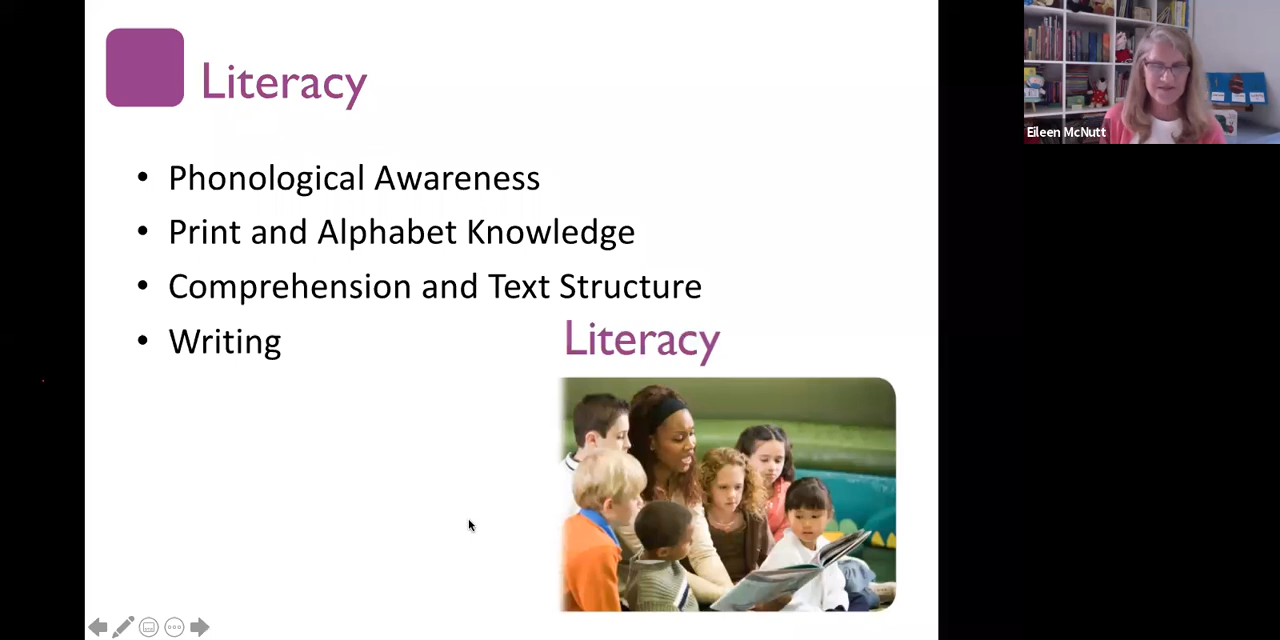 Literacy
Eileen McNutt
• Phonological Awareness
• Print and Alphabet Knowledge
• Comprehension and Text Structure
• Writing
Literacy